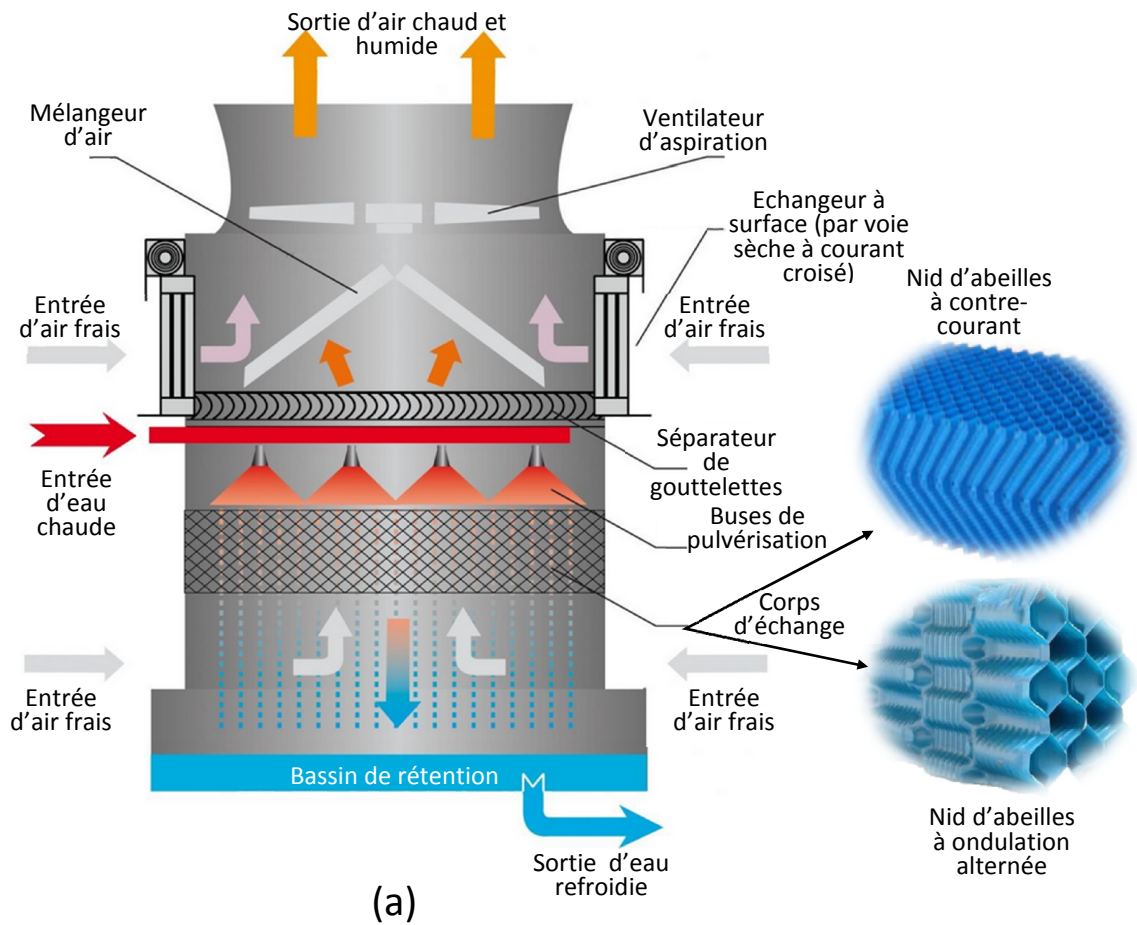 Sortie d’air chaud et
humide
Mélangeur
d’air
Ventilateur
d’aspiration
Echangeur à
surface (par voie
sèche à courant
croisé)
Nid d’abeilles
à contre-
courant
Entrée
d’air frais
Entrée
d’air frais
Entrée
d’eau
chaude
Séparateur
de
gouttelettes
Buses de
pulvérisation
Corps
d’échange
Entrée
d’air frais
Entrée
d’air frais
Bassin de rétention
Nid d’abeilles
à ondulation
alternée
Sortie d’eau
refroidie
(a)